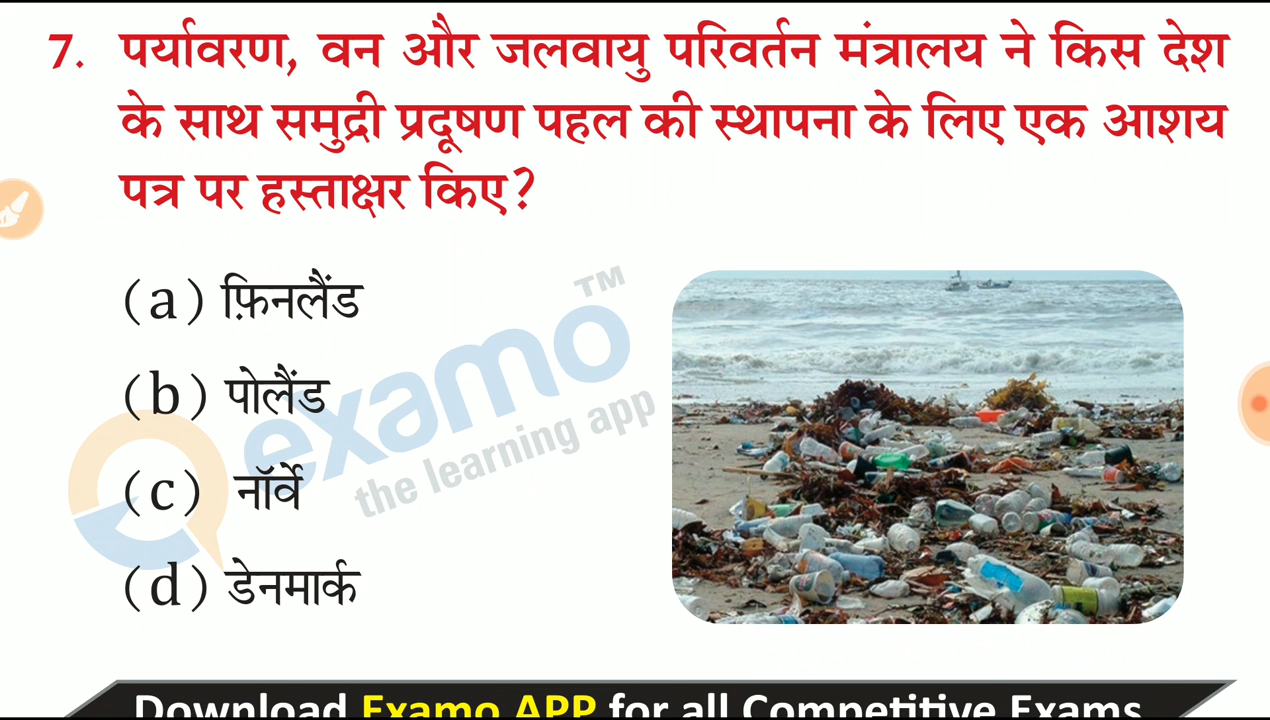 7. पर्यावरण, वन और जलवायु परिवर्तन मंत्रालय ने किस देश
के साथ समुद्री प्रदूषण पहल की स्थापना के लिए एक आशय
पत्र पर हस्ताक्षर किए?
(a) फ़िनलैंड
(b) पोलैंड
(c) नॉर्वे
(d) डेनमार्क
examo TM
the learning app
Download Examo APP for all Competitive Exams